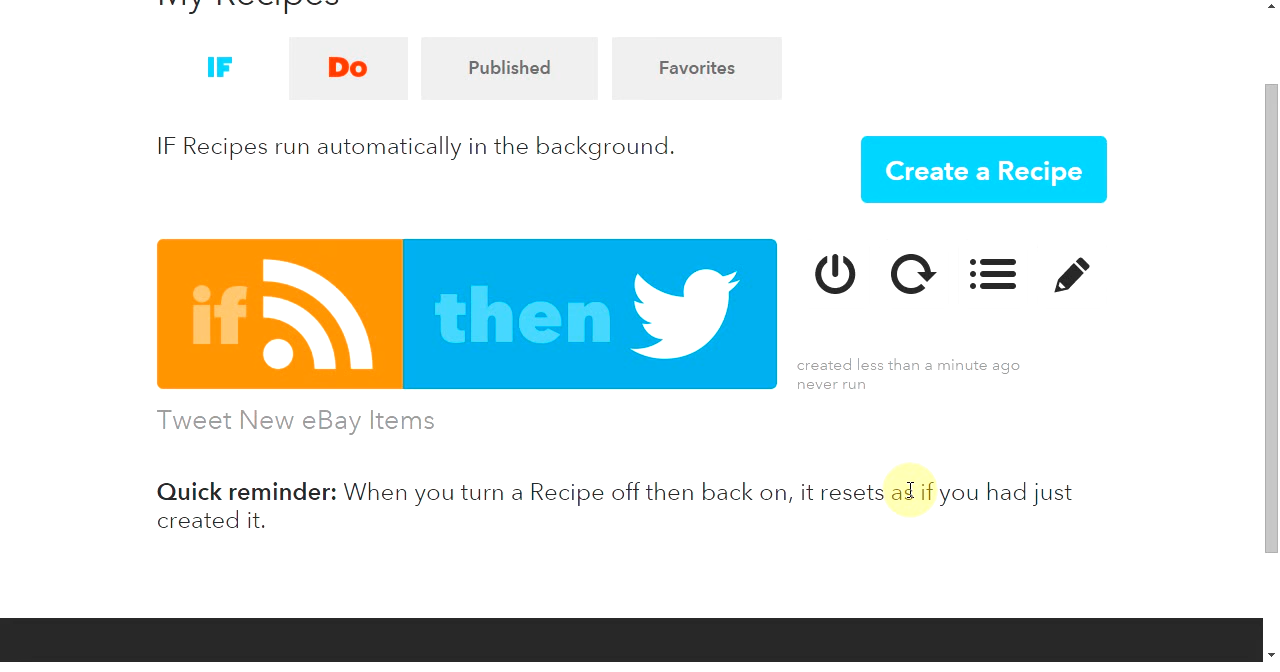 My Recipes
IF
Do
Published
Favorites
IF Recipes run automatically in the background.
Create a Recipe
if
then
created less than a minute ago
never run
Tweet New eBay Items
Quick reminder: When you turn a Recipe off then back on, it resets as if you had just
created it.